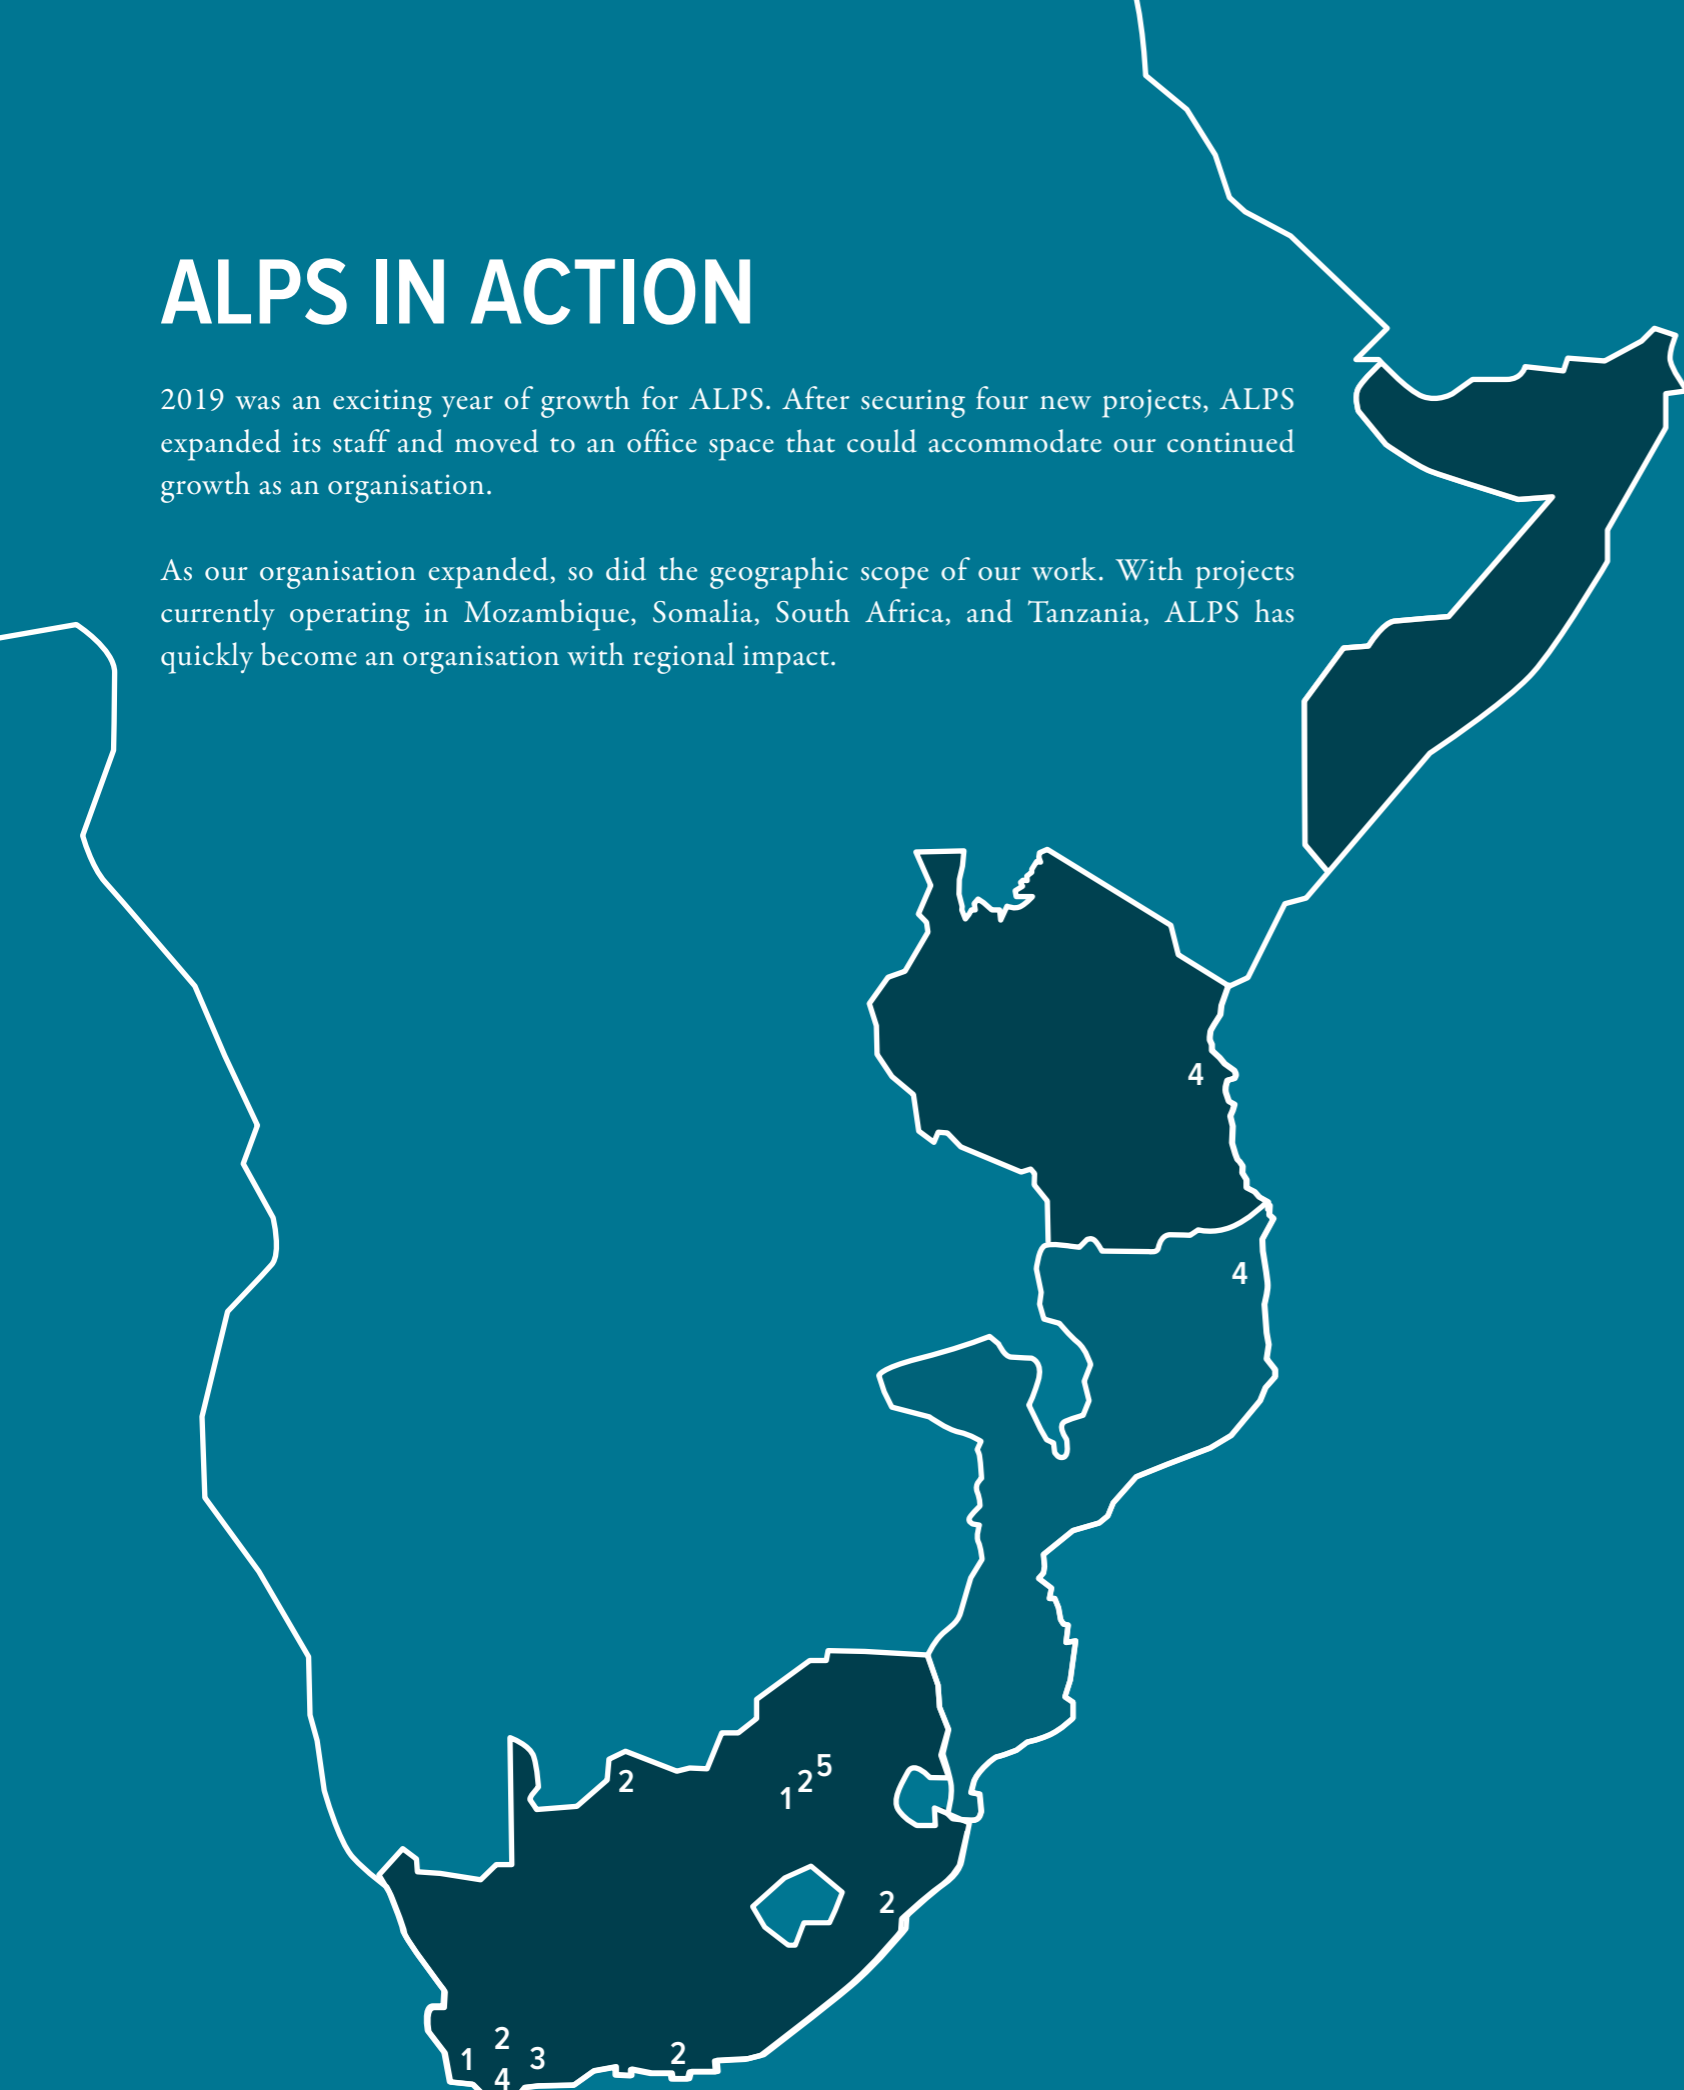 ALPS IN ACTION
2019 was an exciting year of growth for ALPS. After securing four new projects, ALPS
expanded its staff and moved to an office space that could accommodate our continued
growth as an organisation.
As our organisation expanded, so did the geographic scope of our work. With projects
currently operating in Mozambique, Somalia, South Africa, and Tanzania, ALPS has
quickly become an organisation with regional impact.
4
4
5
2
2
1
2
2
2
1
3
4